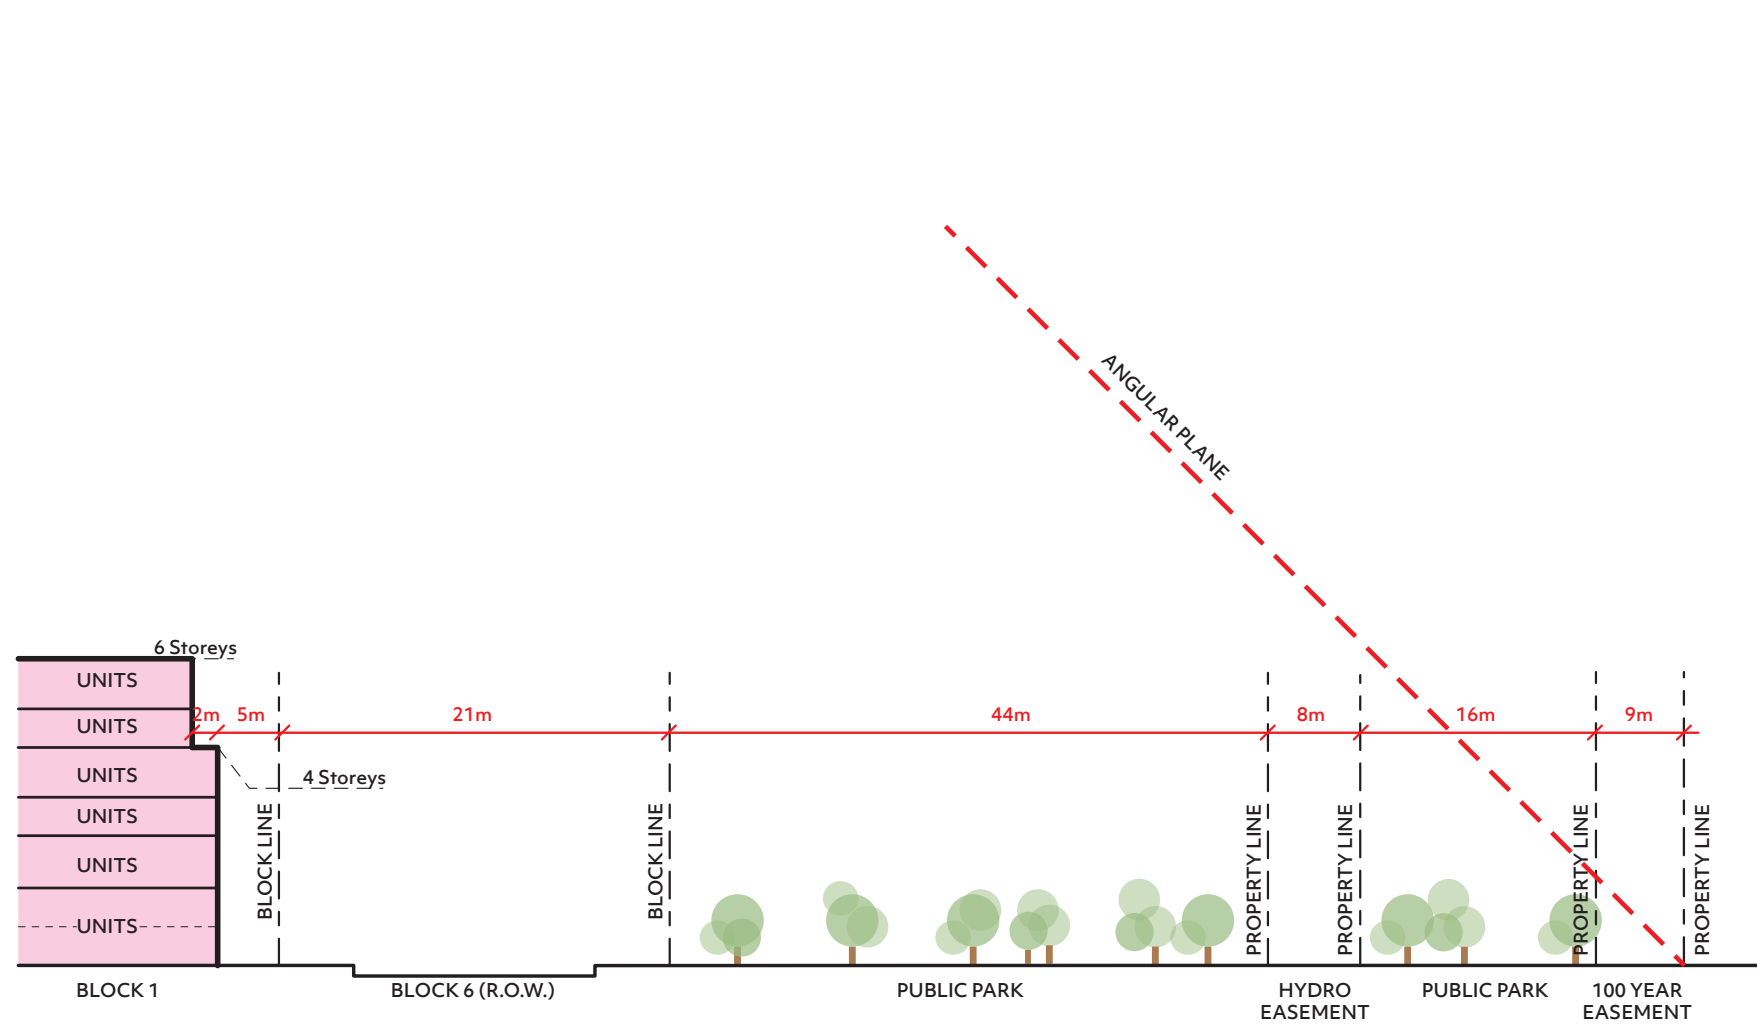 ANGULAR PLANE
6 Storeys
UNITS
UNITS
2m
5m
21m
44m
8m
16m
9m
UNITS
4 Storeys
UNITS
UNITS
UNITS
BLOCK LINE
BLOCK LINE
PROPERTY LINE
PROPERTY LINE
PROPERTY LINE
PROPERTY LINE
BLOCK 1
BLOCK 6 (R.O.W.)
PUBLIC PARK
HYDRO
EASEMENT
PUBLIC PARK
100 YEAR
EASEMENT